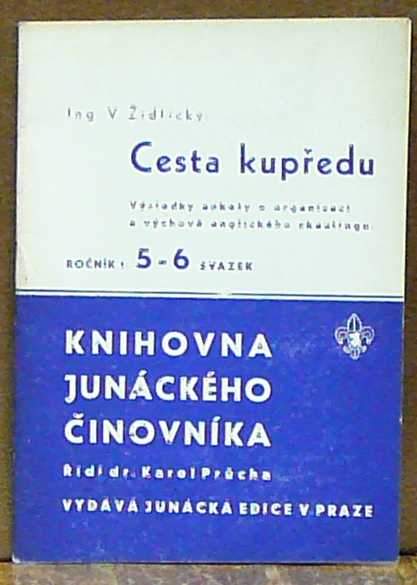 Ing V Židlický
Cesta kupředu
Výsledky ankety o organisaci
a výchově anglického skautingu
ROČNÍK I 5-6 SVAZEK
KNIHOVNA
JUNÁCKÉHO
ČINOVNÍKA
Řídí dr. Karel Průcha
VYDÁVÁ JUNÁCKÁ EDICE V PRAZE